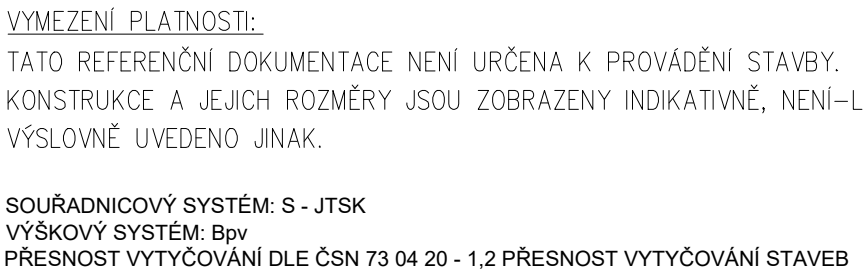 VYMEZENÍ PLATNOSTI:
TATO REFERENČNÍ DOKUMENTACE NENÍ URČENA K PROVÁDĚNÍ STAVBY.
KONSTRUKCE A JEJICH ROZMĚRY JSOU ZOBRAZENY INDIKATIVNĚ, NENÍ-L
VÝSLOVNĚ UVEDENO JINAK.
SOUŘADNICOVÝ SYSTÉM: S - JTSK
VÝŠKOVÝ SYSTÉM: Bpv
PŘESNOST VYTYČOVÁNÍ DLE ČSN 73 04 20 - 1,2 PŘESNOST VYTYČOVÁNÍ STAVEB